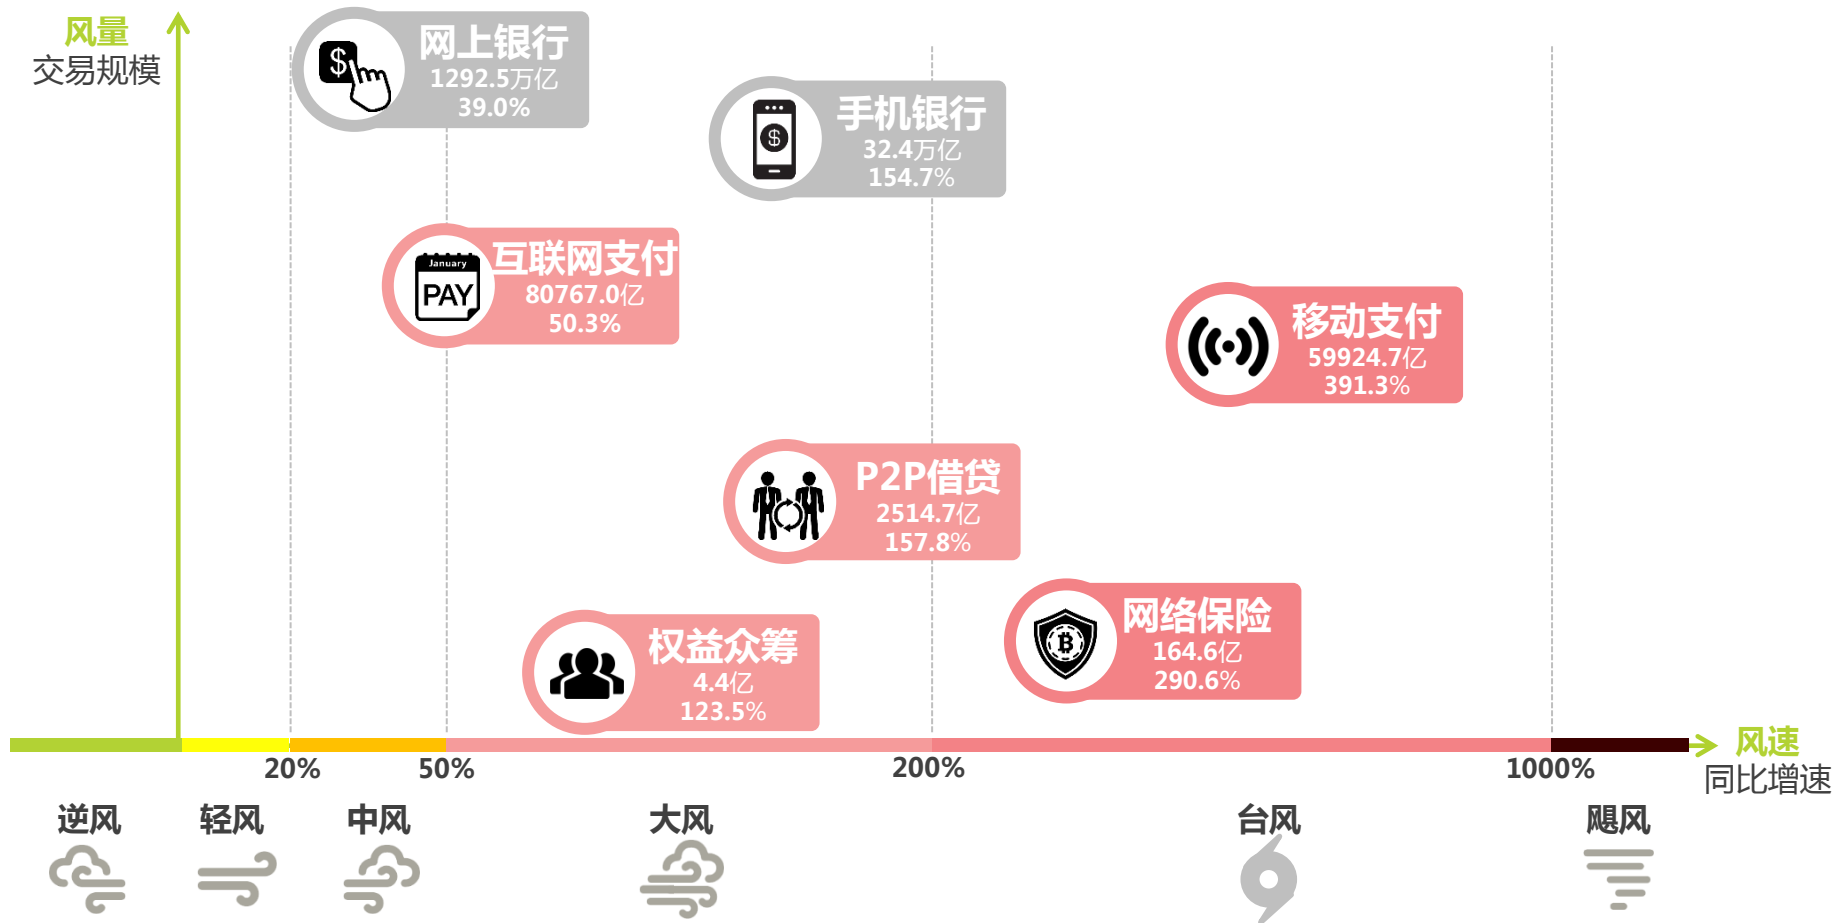 风量
交易规模
$
网上银行
1292.5万亿
39.0%
$
手机银行
32.4万亿
154.7%
January
PAY
互联网支付
80767.0亿
50.3%
移动支付
59924.7亿
391.3%
P2P借贷
2514.7亿
157.8%
网络保险
164.6亿
290.6%
权益众筹
4.4亿
123.5%
风速
同比增速
20%
50%
200%
1000%
逆风
轻风
中风
大风
台风
飓风